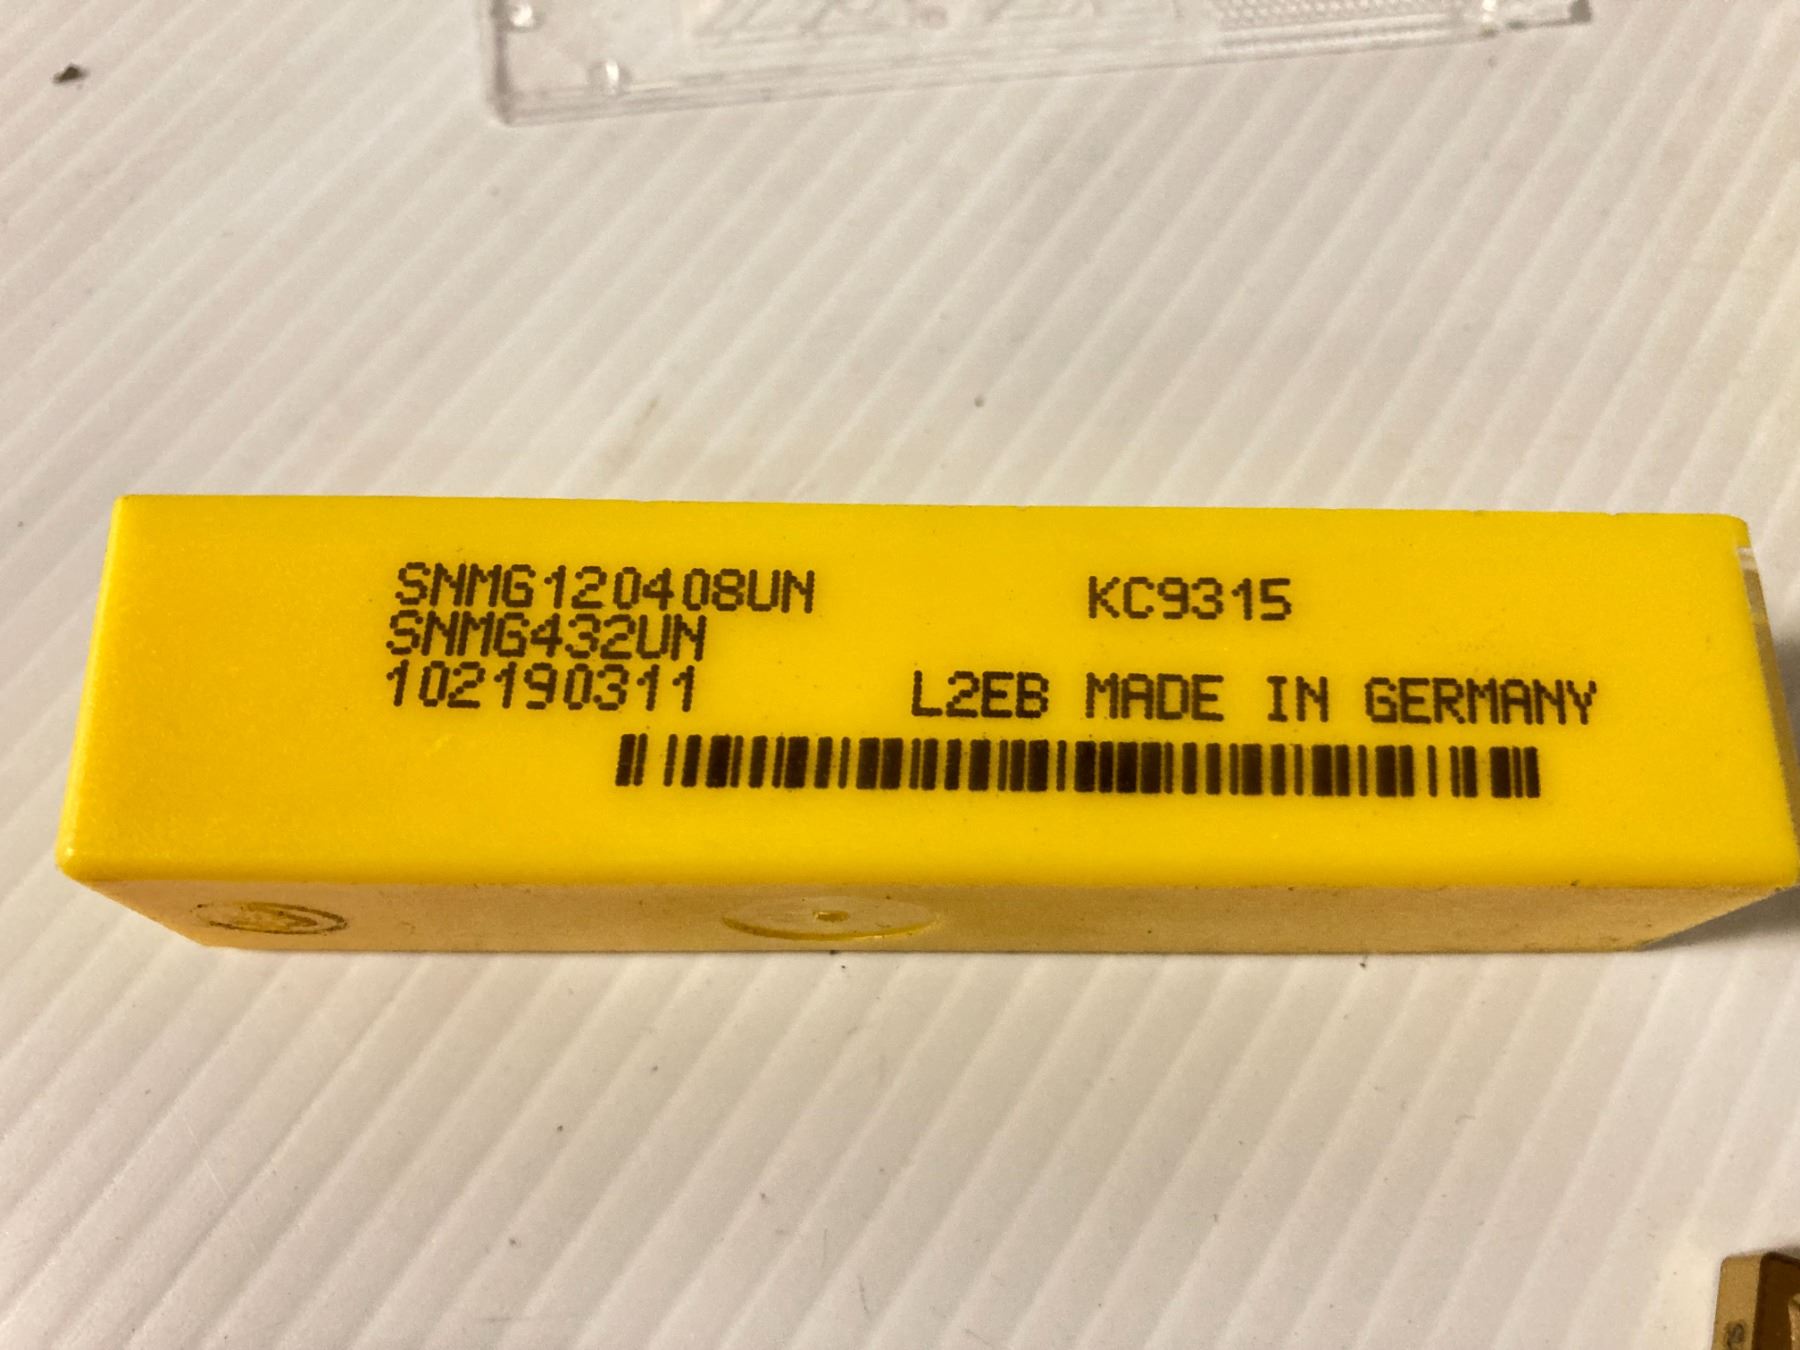 SNMG120408UN KC9315
SNMG432UN
102190311 L2EB MADE IN GERMANY